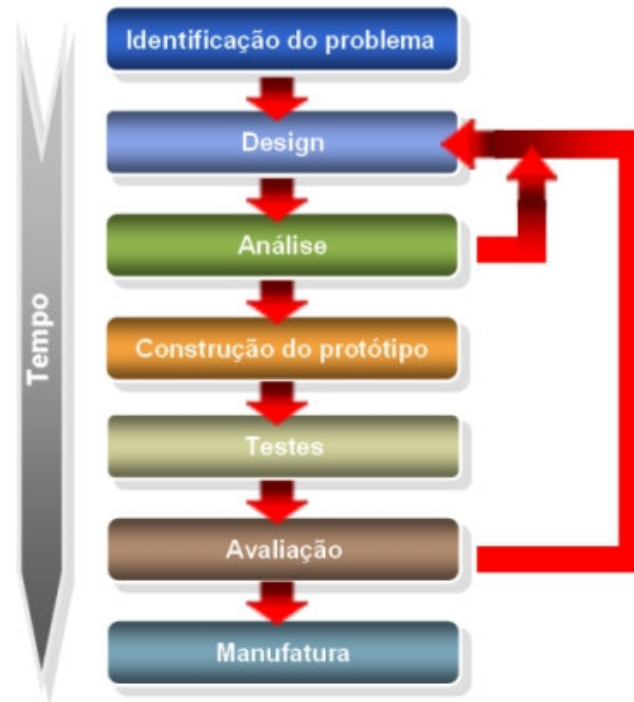 Identificação do problema
Design
Análise
Construção do protótipo
Testes
Avaliação
Manufatura
Tempo